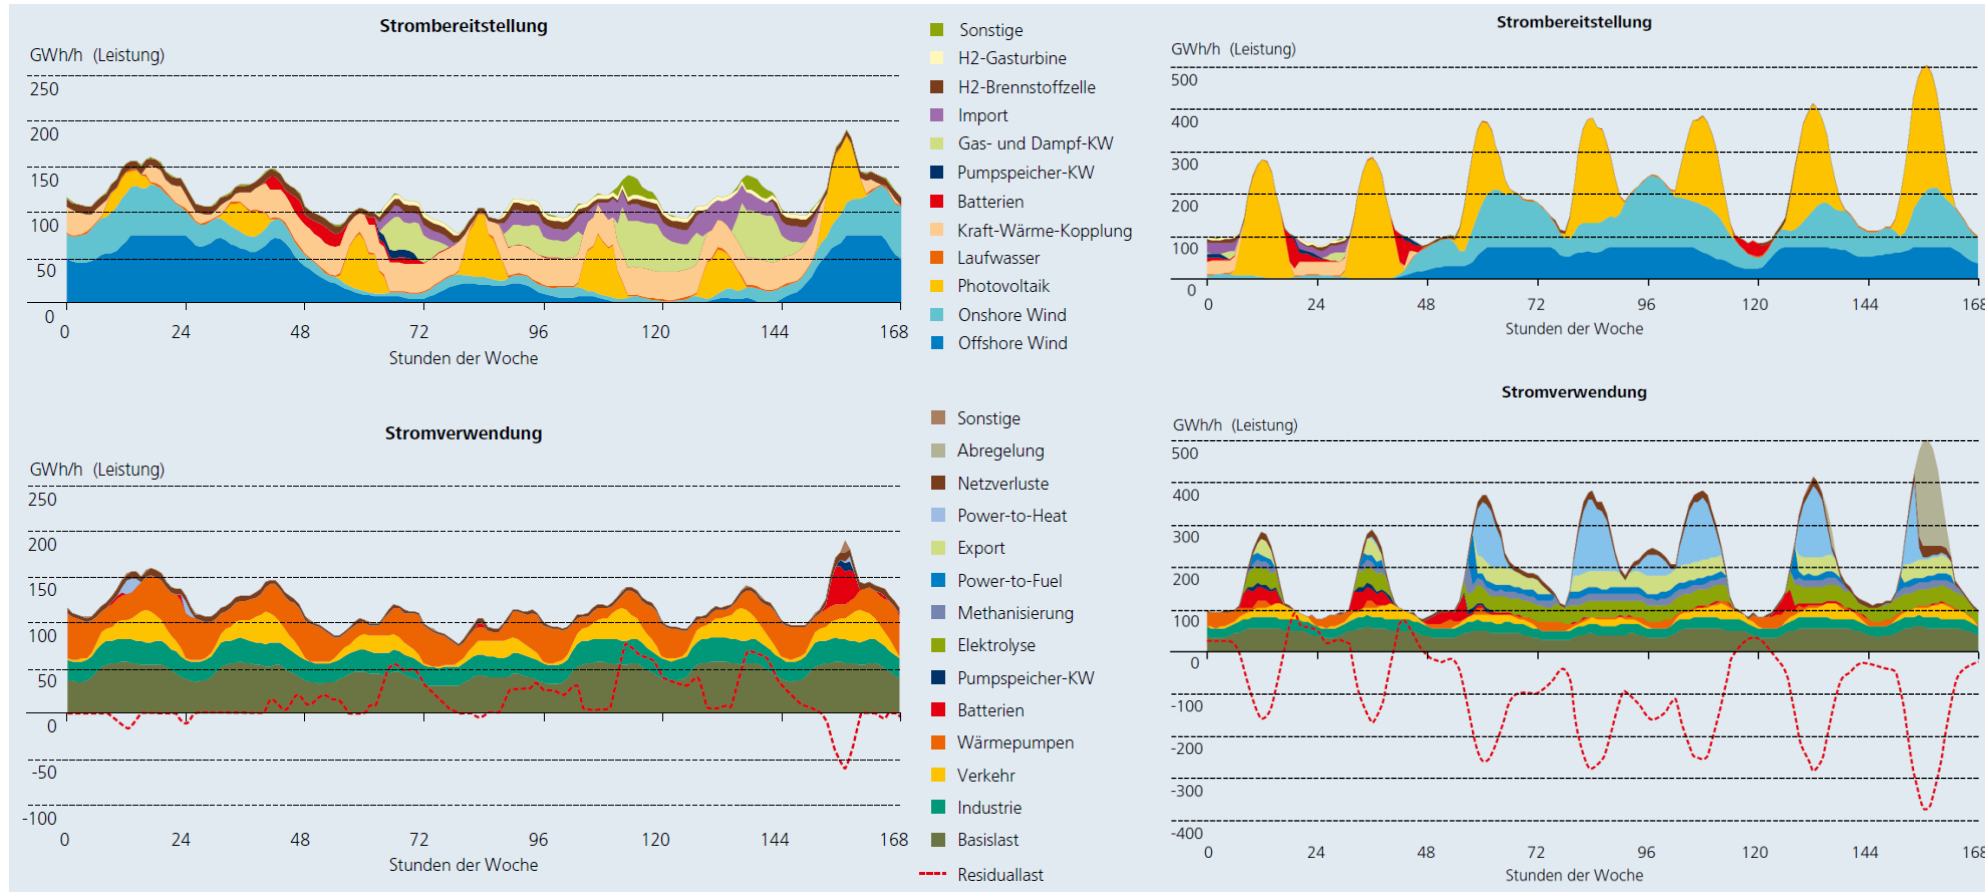 Strombereitstellung
GWh/h (Leistung)
250
200
150
100
50
0
0 24 48 72 96 120 144 168
Stunden der Woche
Sonstige
H2-Gasturbine
H2-Brennstoffzelle
Import
Gas- und Dampf-KW
Pumpspeicher-KW
Batterien
Kraft-Wärme-Kopplung
Laufwasser
Photovoltaik
Onshore Wind
Offshore Wind
Strombereitstellung
GWh/h (Leistung)
500
400
300
200
100
0
0 24 48 72 96 120 144 168
Stunden der Woche
Stromverwendung
GWh/h (Leistung)
250
200
150
100
50
0
-50
-100
0 24 48 72 96 120 144 168
Stunden der Woche
Sonstige
Abregelung
Netzverluste
Power-to-Heat
Export
Power-to-Fuel
Methanisierung
Elektrolyse
Pumpspeicher-KW
Batterien
Wärmepumpen
Verkehr
Industrie
Basislast
Residuallast
Stromverwendung
GWh/h (Leistung)
500
400
300
200
100
0
-100
-200
-300
-400
0 24 48 72 96 120 144 168
Stunden der Woche